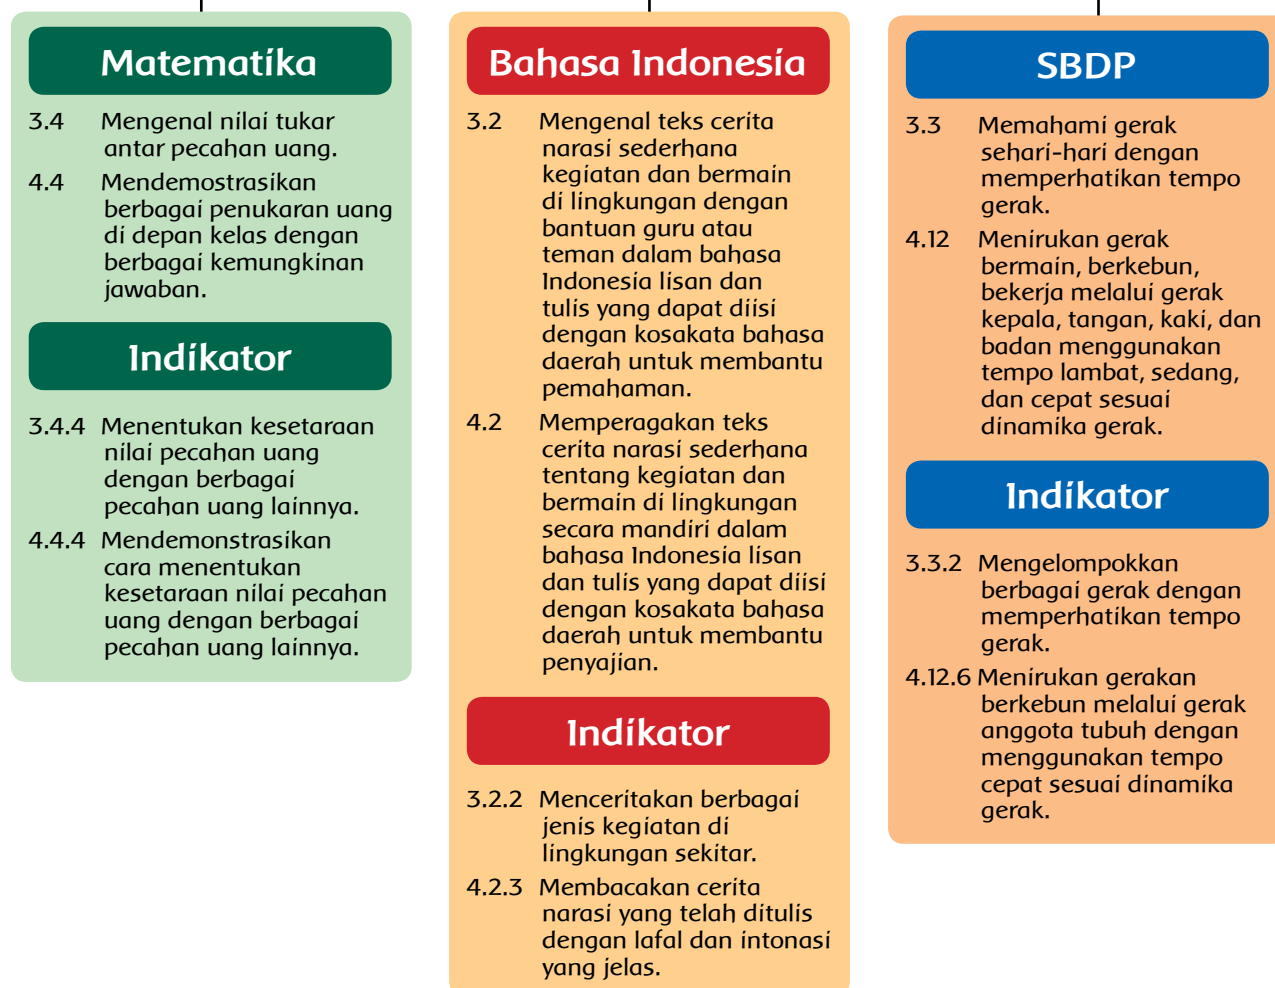 Matematika
3.4 Mengenal nilai tukar
antar pecahan uang.
4.4 Mendemostrasikan
berbagai penukaran uang
di depan kelas dengan
berbagai kemungkinan
jawaban.
Indikator
3.4.4 Menentukan kesetaraan
nilai pecahan uang
dengan berbagai
pecahan uang lainnya.
4.4.4 Mendemonstrasikan
cara menentukan
kesetaraan nilai pecahan
uang dengan berbagai
pecahan uang lainnya.
Bahasa Indonesia
3.2 Mengenal teks cerita
narasi sederhana
kegiatan dan bermain
di lingkungan dengan
bantuan guru atau
teman dalam bahasa
Indonesia lisan dan
tulis yang dapat diisi
dengan kosakata bahasa
daerah untuk membantu
pemahaman.
4.2 Memperagakan teks
cerita narasi sederhana
tentang kegiatan dan
bermain di lingkungan
secara mandiri dalam
bahasa Indonesia lisan
dan tulis yang dapat diisi
dengan kosakata bahasa
daerah untuk membantu
penyajian.
Indikator
3.2.2 Menceritakan berbagai
jenis kegiatan di
lingkungan sekitar.
4.2.3 Membacakan cerita
narasi yang telah ditulis
dengan lafal dan intonasi
yang jelas.
SBDP
3.3 Memahami gerak
sehari-hari dengan
memperhatikan tempo
gerak.
4.12 Menirukan gerak
bermain, berkebun,
bekerja melalui gerak
kepala, tangan, kaki, dan
badan menggunakan
tempo lambat, sedang,
dan cepat sesuai
dinamika gerak.
Indikator
3.3.2 Mengelompokkan
berbagai gerak dengan
memperhatikan tempo
gerak.
4.12.6 Menirukan gerakan
berkebun melalui gerak
anggota tubuh dengan
menggunakan tempo
cepat sesuai dinamika
gerak.